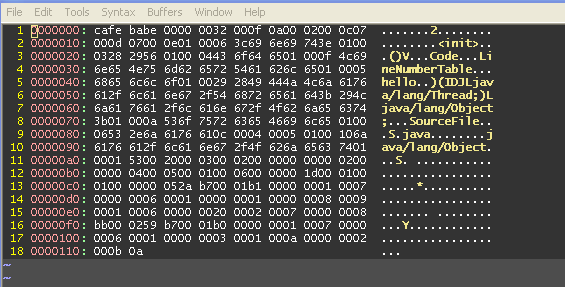 File Edit Tools Syntax Buffers Window Help
1 0000000: cafe babe 0000 0032 000f 0a00 0200 0c07 .......2........
2 0000010: 000d 0700 0e01 0006 3c69 6e69 743e 0100 ........<init>..
3 0000020: 0328 2956 0100 0443 6f64 6501 000f 4c69 .()V...Code...Li
4 0000030: 6e65 4e75 6d62 6572 5461 626c 6501 0005 neNumberTable...
5 0000040: 6865 6c6c 6f01 0029 2849 444a 4c6a 6176 hello..)(IDJLjav
6 0000050: 612f 6c61 6e67 2f54 6872 6561 643b 294c a/lang/Thread;)L
7 0000060: 6a61 7661 2f6c 616e 672f 4f62 6a65 6374 java/lang/Object
8 0000070: 3b01 000a 536f 7572 6365 4669 6c65 0100 ;...SourceFile..
9 0000080: 0653 2e6a 6176 610c 0004 0005 0100 106a .S.java........j
10 0000090: 6176 612f 6c61 6e67 2f4f 626a 6563 7401 ava/lang/Object.
11 00000a0: 0001 5300 2000 0300 0200 0000 0000 0200 ..S. ...........
12 00000b0: 0000 0400 0500 0100 0600 0000 1d00 0100 ................
13 00000c0: 0100 0000 052a b700 01b1 0000 0001 0007 .....*..........
14 00000d0: 0000 0006 0001 0000 0001 0000 0008 0009 ................
15 00000e0: 0001 0006 0000 0020 0002 0007 0000 0008 ....... ........
16 00000f0: bb00 0259 b700 01b0 0000 0001 0007 0000 ...Y............
17 0000100: 0006 0001 0000 0003 0001 000a 0000 0002 ................
18 0000110: 000b 0a ...
~
~